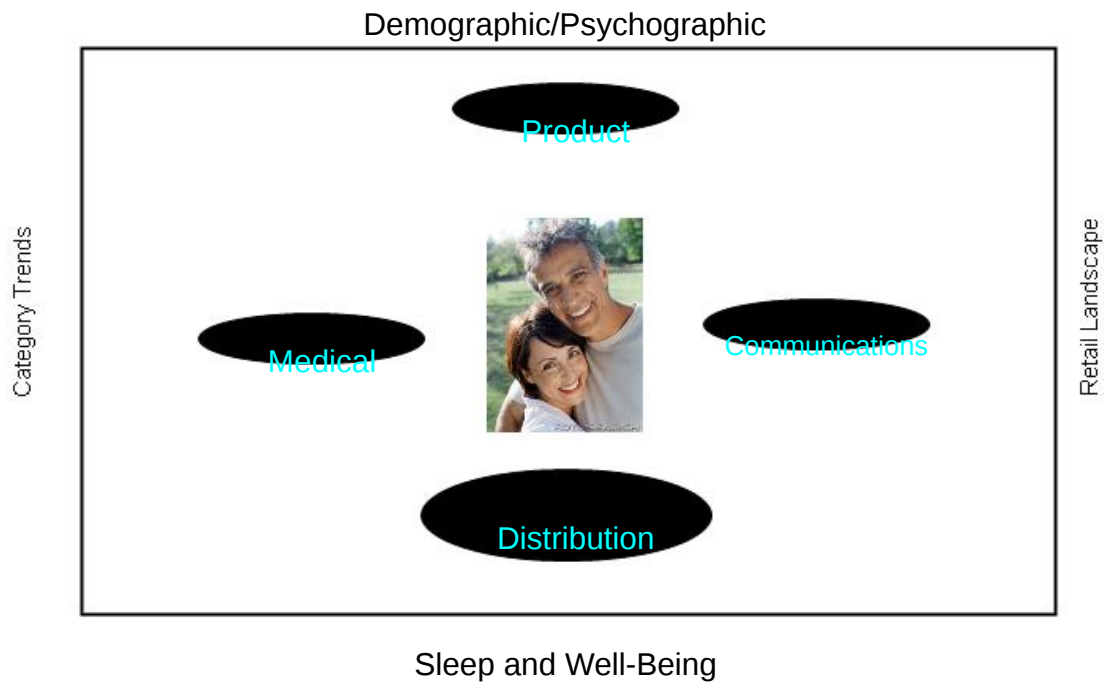 Demographic/Psychographic
Product
Category Trends
Retail Landscape
Medical
Communications
Distribution
Sleep and Well-Being